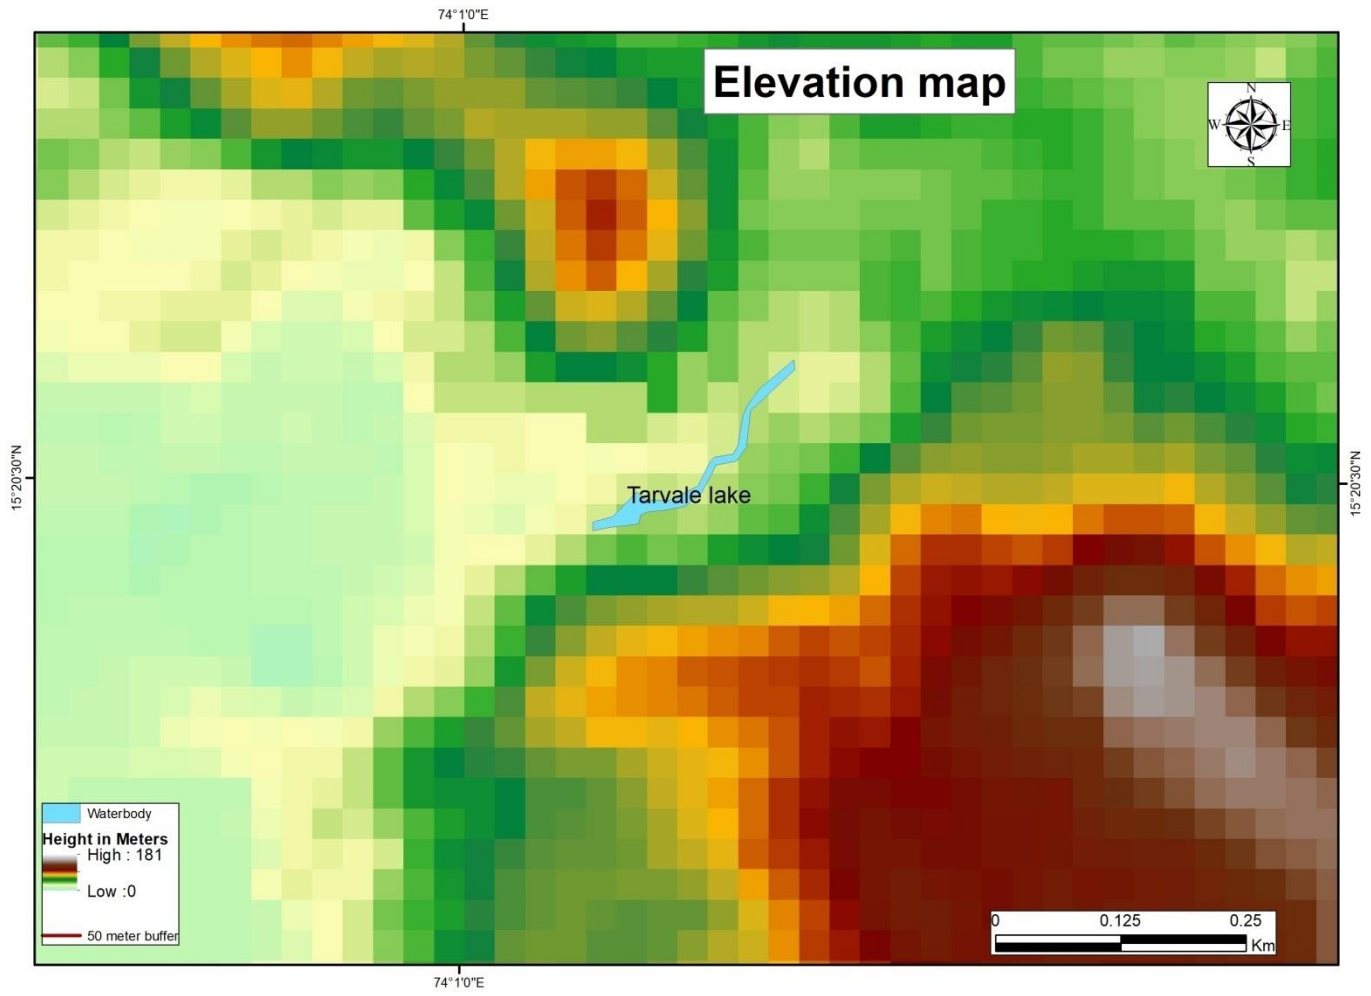 74°1'0"E
Elevation map
N
W E
S
15°20'30"N
15°20'30"N
Tarvale lake
Waterbody
Height in Meters
High : 181
Low :0
50 meter buffer
0 0.125 0.25
Km
74°1'0"E